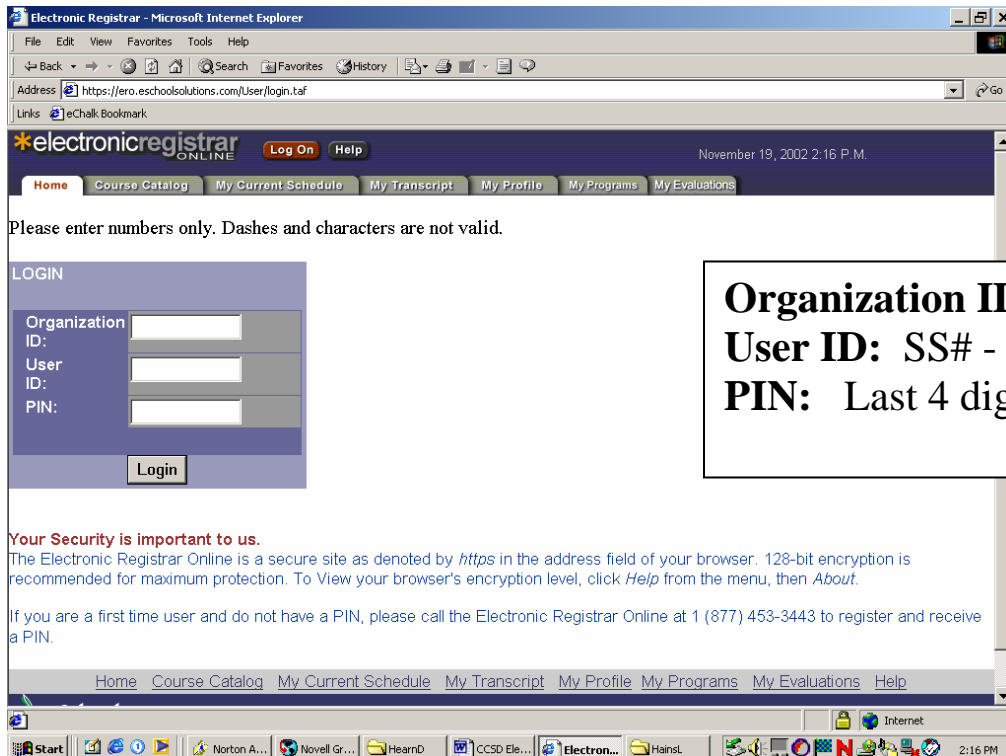 Electronic Registrar - Microsoft Internet Explorer
File Edit View Favorites Tools Help
Back Search Favorites History
Address https://ero.eschoolsolutions.com/User/login.taf Go
Links eChalk Bookmark
*electronicregistrar
ONLINE
Log On Help
November 19, 2002 2:16 P.M.
Home Course Catalog My Current Schedule My Transcript My Profile My Programs My Evaluations
Please enter numbers only. Dashes and characters are not valid.
LOGIN
Organization
ID:
User
ID:
PIN:
Login
Organization ID
User ID: SS# -
PIN: Last 4 dig
Your Security is important to us.
The Electronic Registrar Online is a secure site as denoted by https in the address field of your browser. 128-bit encryption is
recommended for maximum protection. To View your browser's encryption level, click Help from the menu, then About.
If you are a first time user and do not have a PIN, please call the Electronic Registrar Online at 1 (877) 453-3443 to register and receive
a PIN.
Home Course Catalog My Current Schedule My Transcript My Profile My Programs My Evaluations Help
Internet
Start Norton A... Novell Gr... HearnD CCSD Ele... Electron... HainsL 2:16 PM